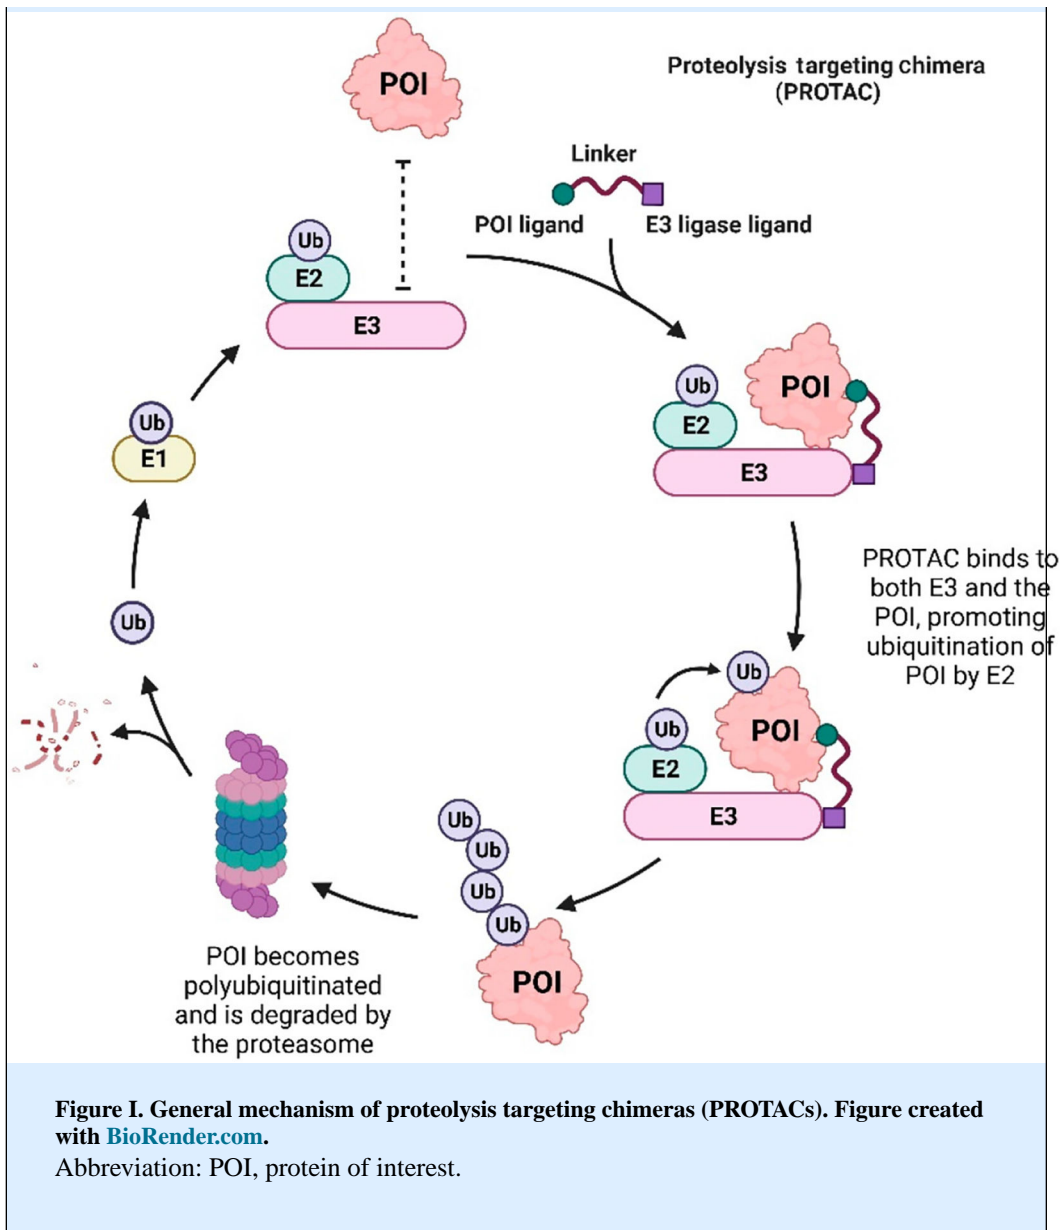 POI
Proteolysis targeting chimera
(PROTAC)
Linker
POI ligand
E3 ligase ligand
Ub
E2
E3
Ub
E1
Ub
E2
POI
E3
PROTAC binds to
both E3 and the
POI, promoting
ubiquitination of
POI by E2
Ub
Ub
Ub
POI
E2
E3
Ub
Ub
Ub
Ub
POI
POI becomes
polyubiquitinated
and is degraded by
the proteasome
Figure I. General mechanism of proteolysis targeting chimeras (PROTACs). Figure created
with BioRender.com.
Abbreviation: POI, protein of interest.